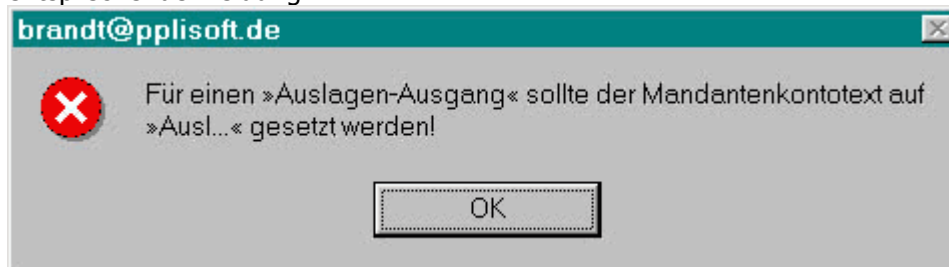 brandt@pplisoft.de
Für einen »Auslagen-Ausgang« sollte der Mandantenkontotext auf
»Ausl...« gesetzt werden!
OK